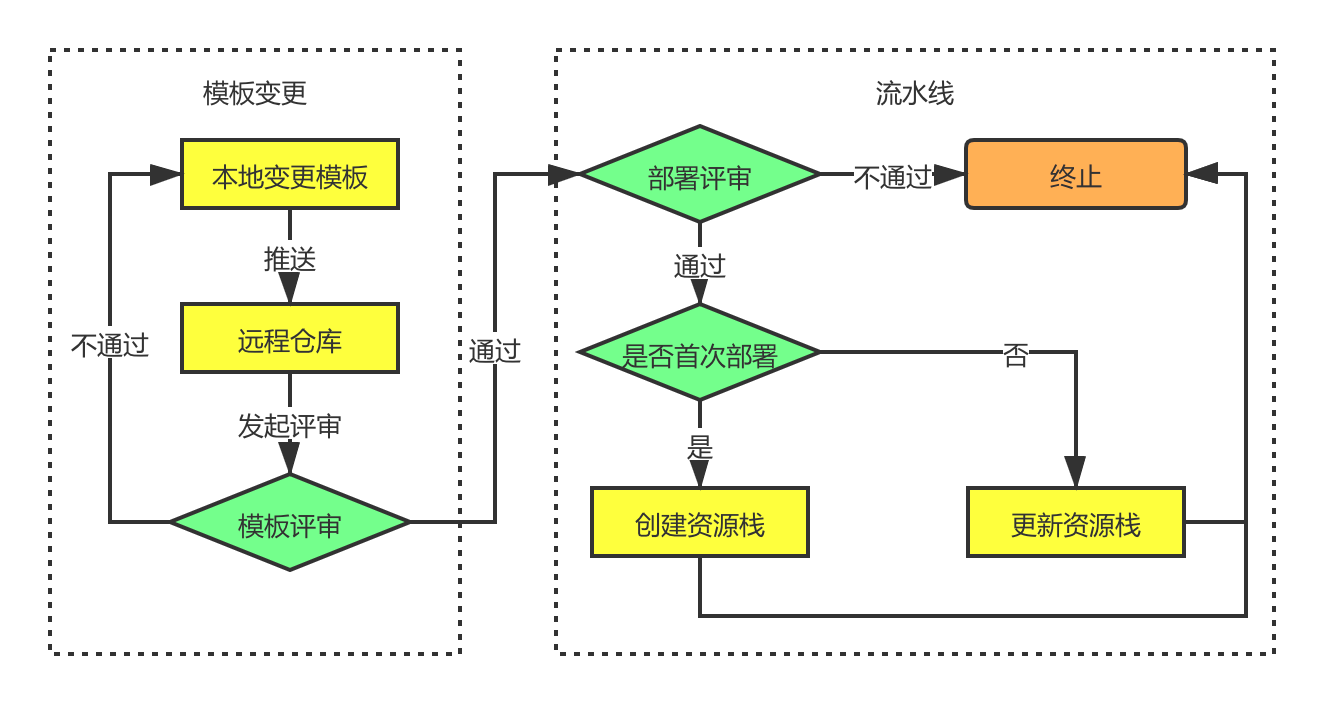 模板变更
本地变更模板
推送
远程仓库
不通过
发起评审
模板评审
通过
流水线
部署评审
不通过
终止
通过
是否首次部署
否
是
创建资源栈
更新资源栈